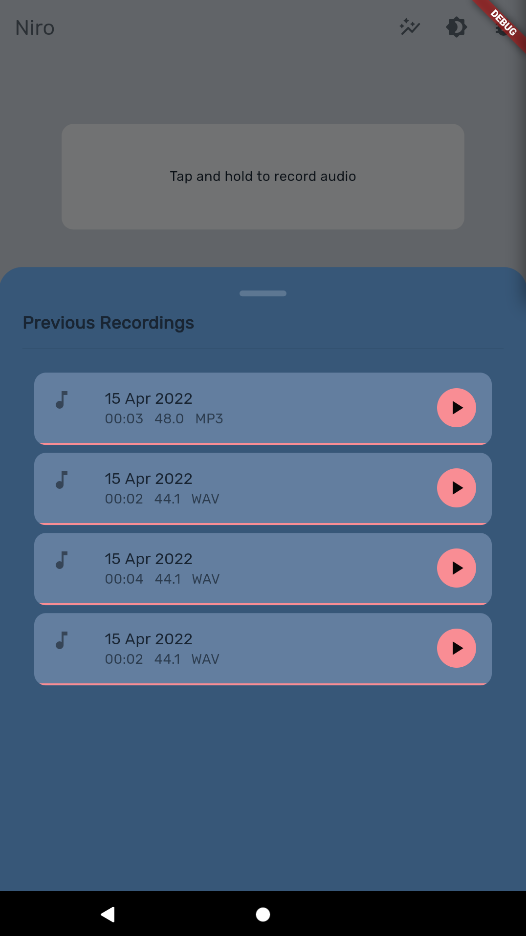 Niro
DEBUG
Tap and hold to record audio
Previous Recordings
15 Apr 2022
00:03 48.0 MP3
15 Apr 2022
00:02 44.1 WAV
15 Apr 2022
00:04 44.1 WAV
15 Apr 2022
00:02 44.1 WAV